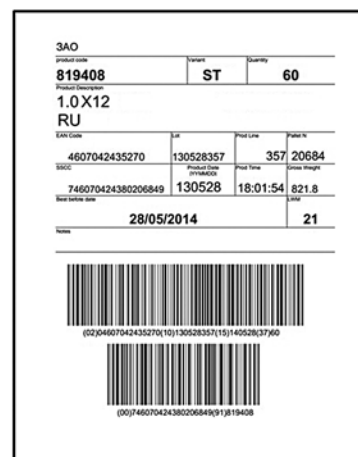 ЗАО
product code Variant Quantity
819408 ST 60
Product Description
1.0X12
RU
EAN Code Lot Prod Line Pallet N
4607042435270 130528357 357 20684
SSCC Product Date (YYMMDD) Prod Time Gross Weight
746070424380206849 130528 18:01:54 821.8
Best before date LWM
28/05/2014 21
Notes
(02)04607042435270(10)130528357(15)140528(37)60
(00)746070424380206849(91)819408